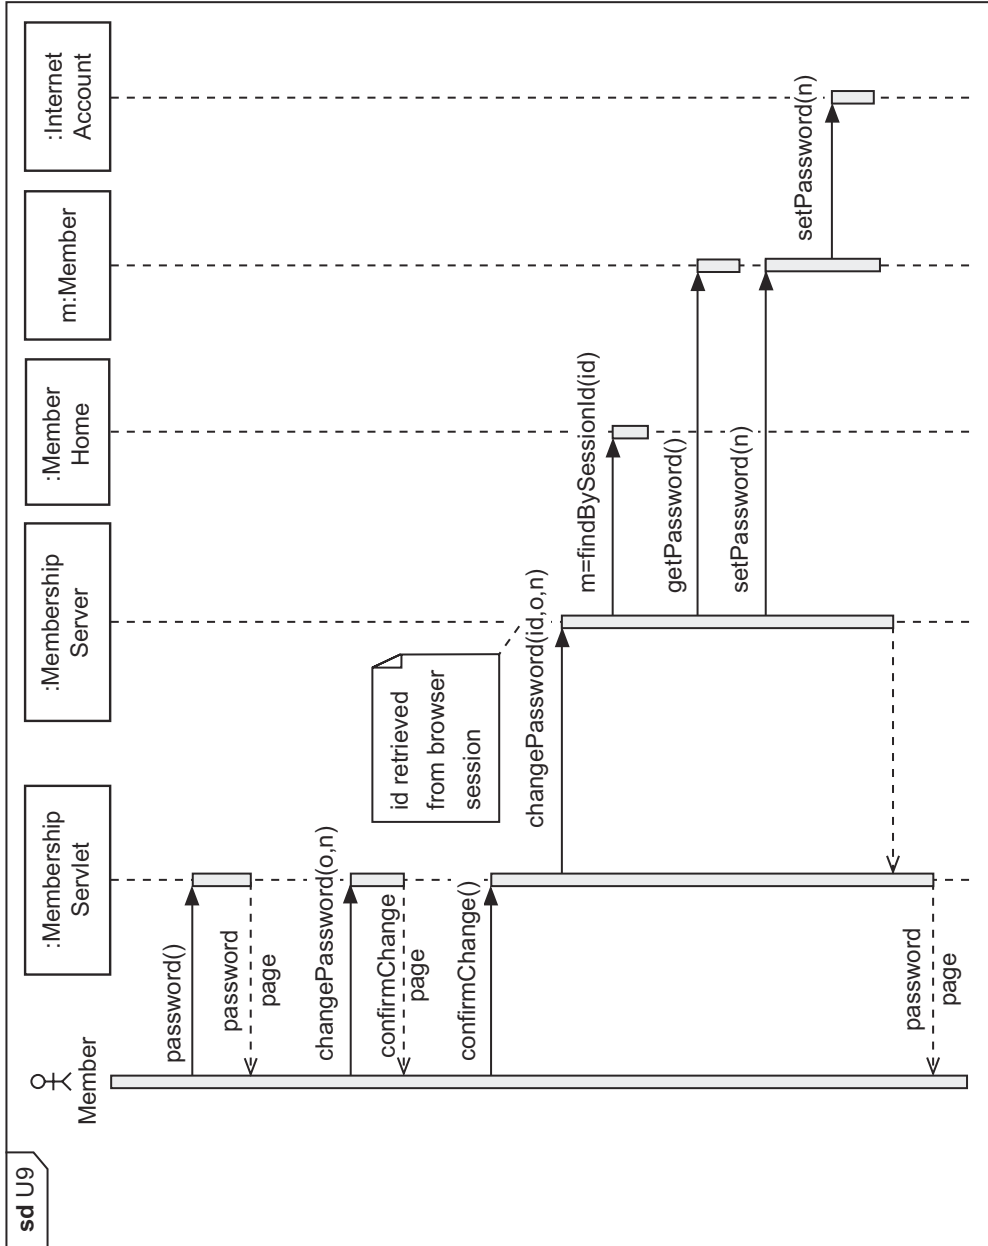 sd U9
Member
:Membership
Servlet
:Membership
Server
:Member
Home
m:Member
:Internet
Account
password()
password
page
changePassword(o,n)
confirmChange
page
confirmChange()
id retrieved
from browser
session
changePassword(id,o,n)
m=findBySessionId(id)
getPassword()
setPassword(n)
setPassword(n)
password
page